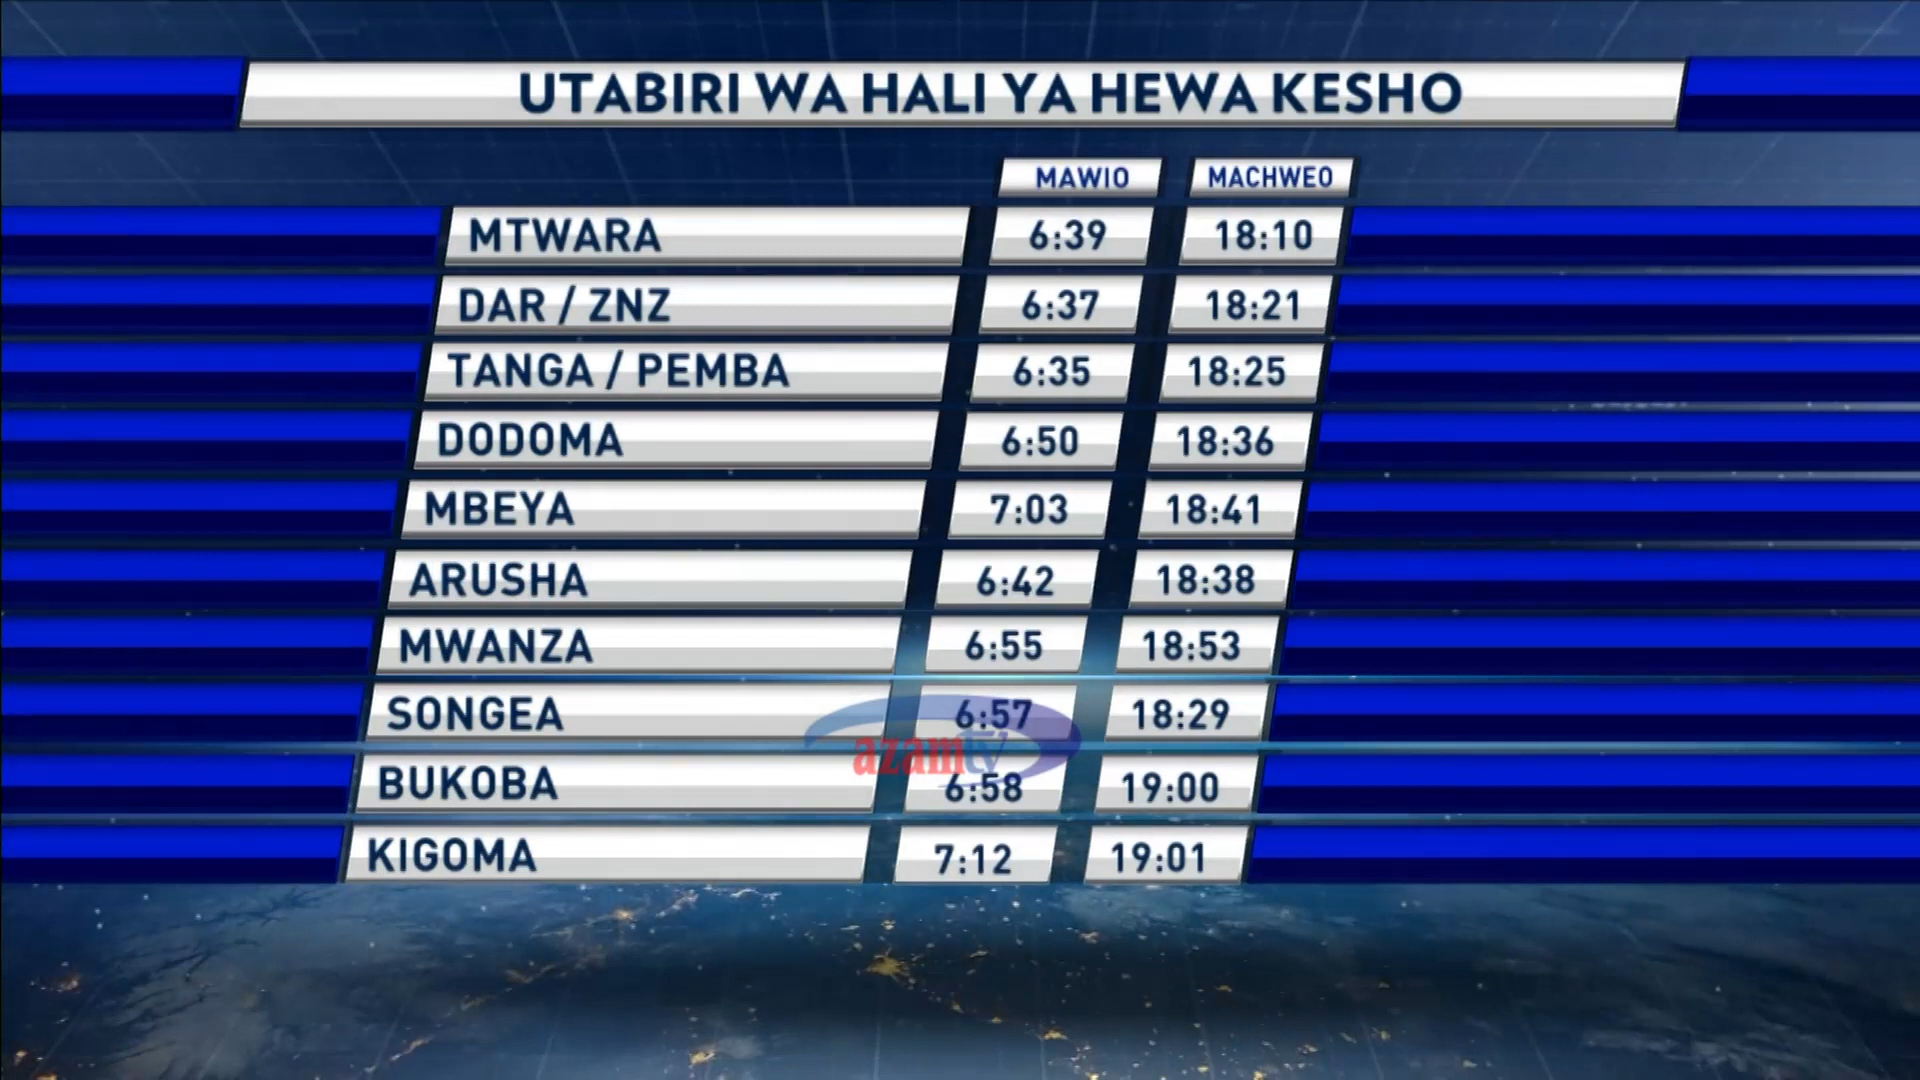 UTABIRI WA HALI YA HEWA KESHO
MAWIO MACHWEO
MTWARA 6:39 18:10
DAR / ZNZ 6:37 18:21
TANGA / PEMBA 6:35 18:25
DODOMA 6:50 18:36
MBEYA 7:03 18:41
ARUSHA 6:42 18:38
MWANZA 6:55 18:53
SONGEA 6:57 18:29
azamtv
BUKOBA 6:58 19:00
KIGOMA 7:12 19:01